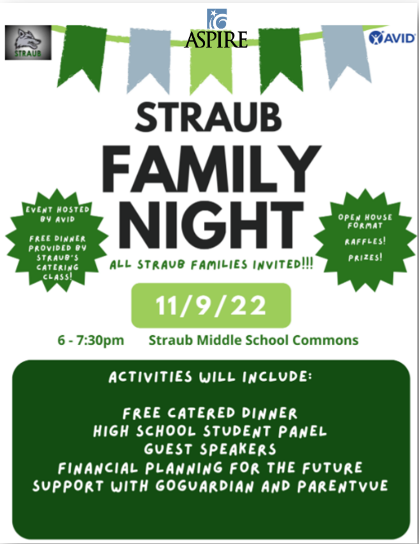 ASPIRE
STRAUB
AVID
STRAUB
FAMILY
NIGHT
ALL STRAUB FAMILIES INVITED!!!
EVENT HOSTED
BY AVID
FREE DINNER
PROVIDED BY
STRAUB'S
CATERING
CLASS!
OPEN HOUSE
FORMAT
RAFFLES!
PRIZES!
11/9/22
6 - 7:30pm Straub Middle School Commons
ACTIVITIES WILL INCLUDE:
FREE CATERED DINNER
HIGH SCHOOL STUDENT PANEL
GUEST SPEAKERS
FINANCIAL PLANNING FOR THE FUTURE
SUPPORT WITH GOGUARDIAN AND PARENTVUE